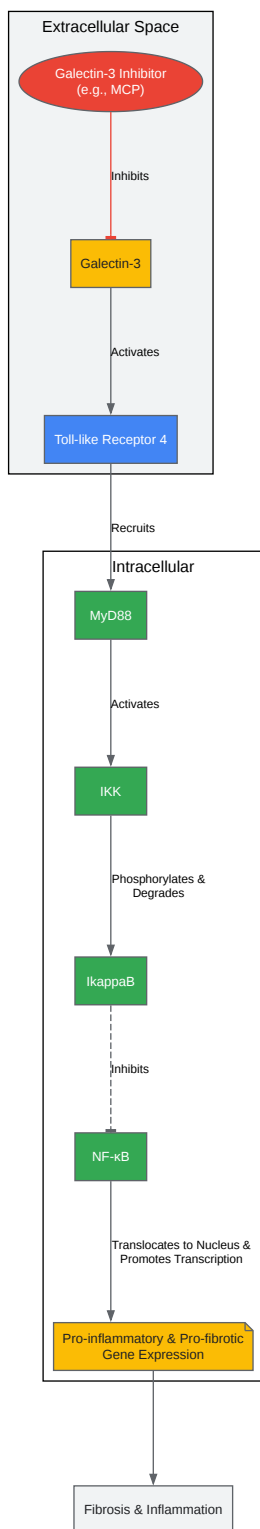 Extracellular Space
Galectin-3 Inhibitor
(e.g., MCP)
Inhibits
Galectin-3
Activates
Toll-like Receptor 4
Recruits
Intracellular
MyD88
Activates
IKK
Phosphorylates &
Degrades
IkappaB
Inhibits
NF-κB
Translocates to Nucleus &
Promotes Transcription
Pro-inflammatory & Pro-fibrotic
Gene Expression
Fibrosis & Inflammation